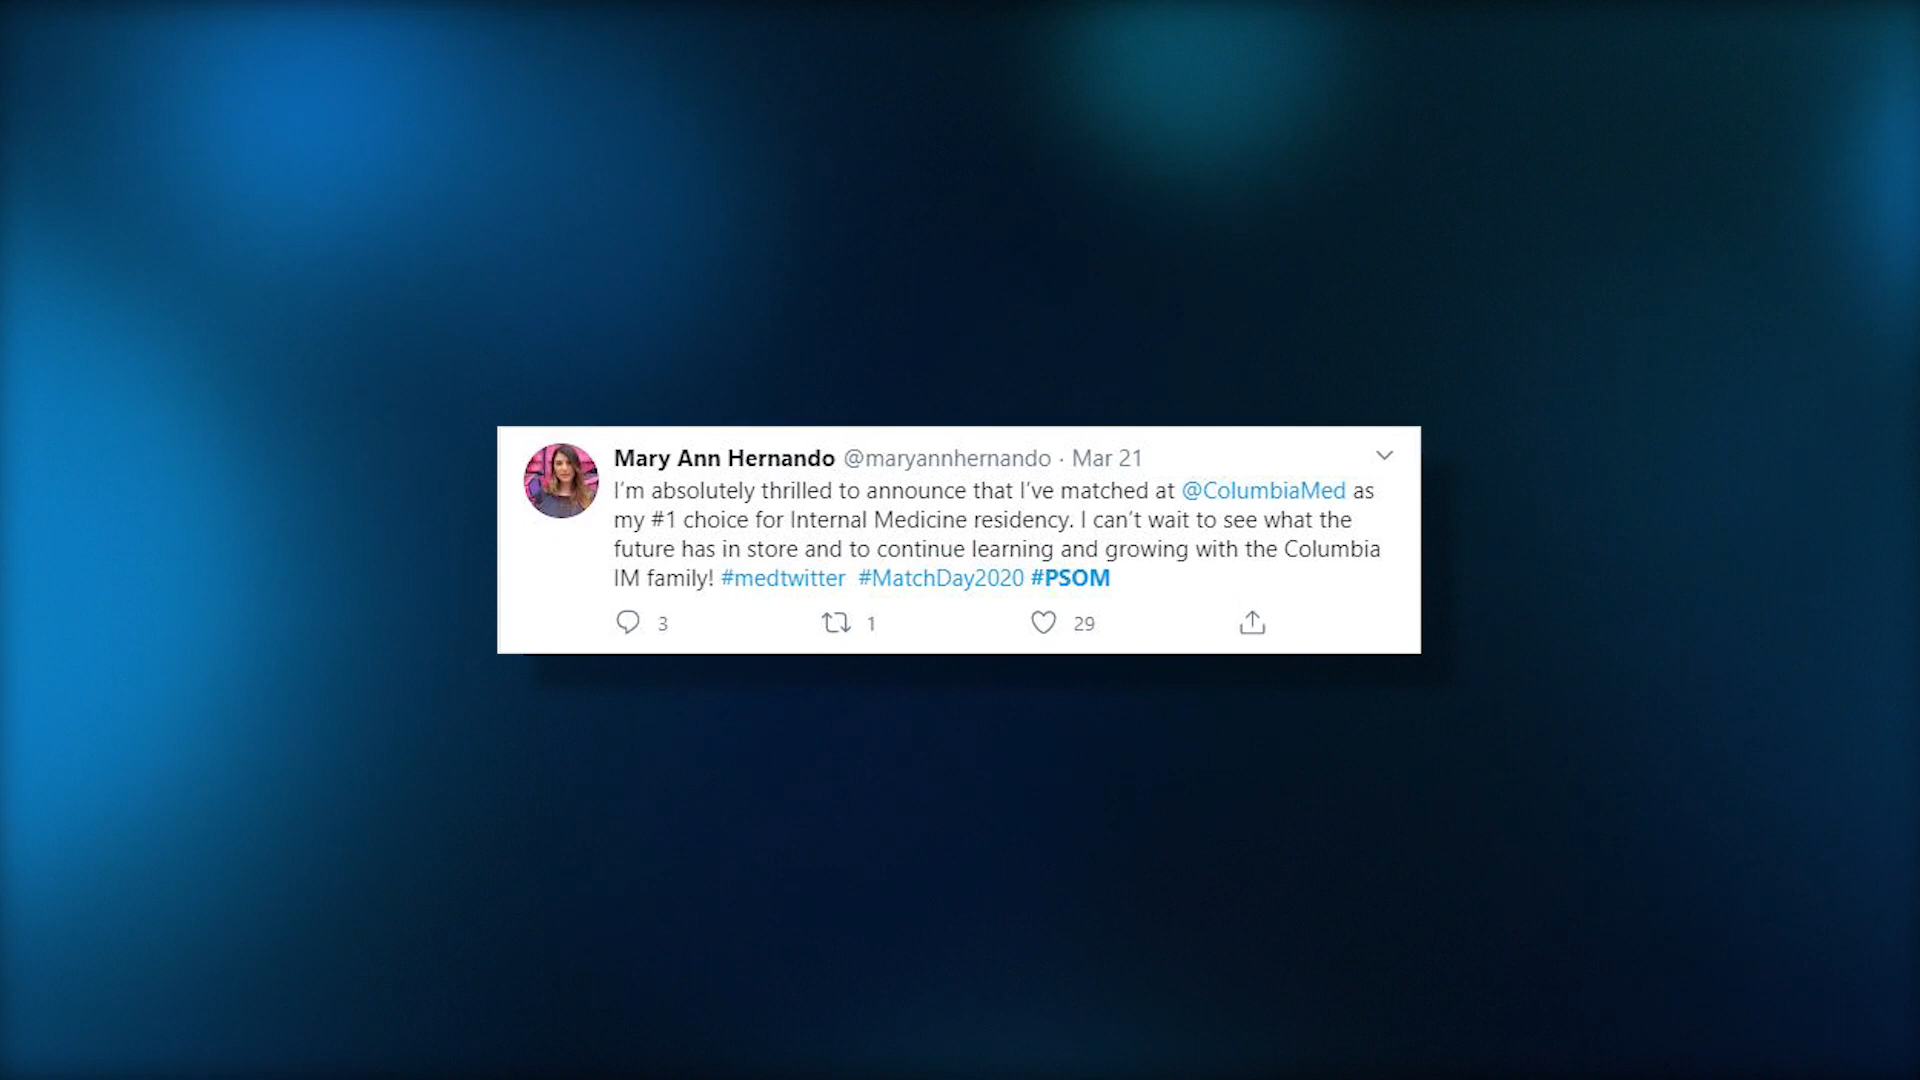 Mary Ann Hernando @maryannhernando · Mar 21
I’m absolutely thrilled to announce that I’ve matched at @ColumbiaMed as
my #1 choice for Internal Medicine residency. I can’t wait to see what the
future has in store and to continue learning and growing with the Columbia
IM family! #medtwitter #MatchDay2020 #PSOM
3 1 29